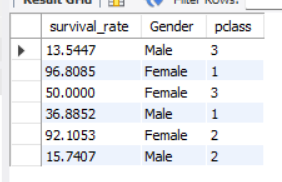 Result Grid Filter Rows:
survival_rate Gender pclass
13.5447 Male 3
96.8085 Female 1
50.0000 Female 3
36.8852 Male 1
92.1053 Female 2
15.7407 Male 2